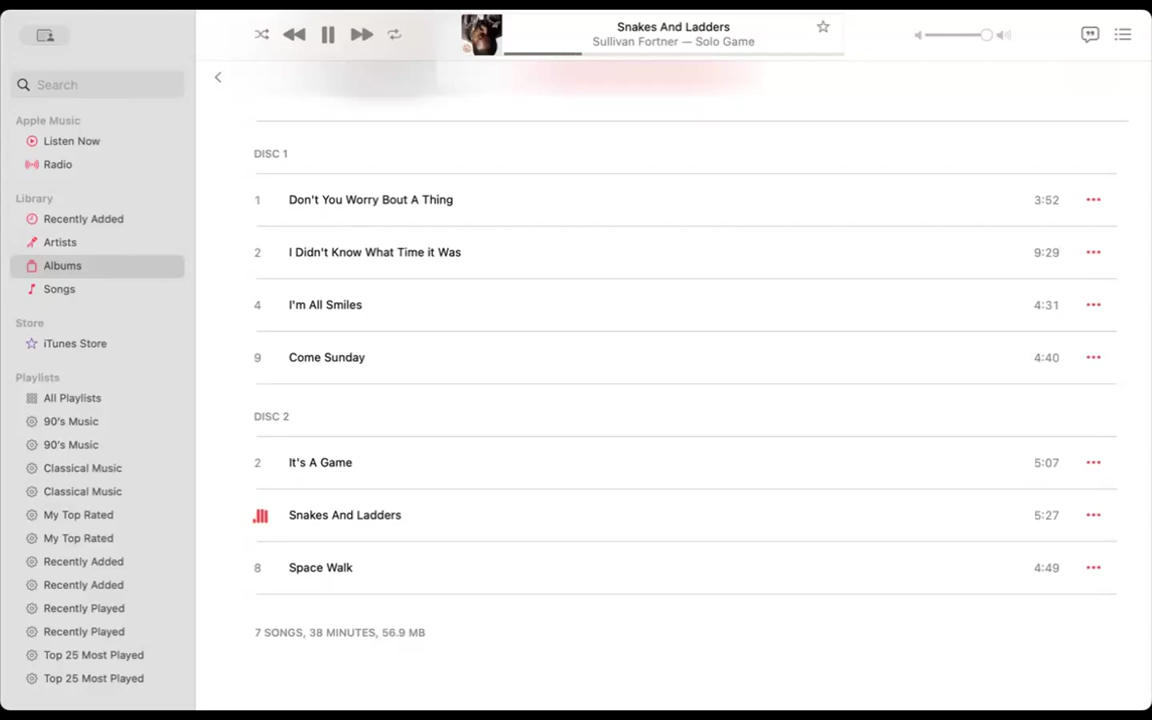 Snakes And Ladders
Sullivan Fortner — Solo Game
Search
Apple Music
Listen Now
Radio
Library
Recently Added
Artists
Albums
Songs
Store
iTunes Store
Playlists
All Playlists
90's Music
90's Music
Classical Music
Classical Music
My Top Rated
My Top Rated
Recently Added
Recently Added
Recently Played
Recently Played
Top 25 Most Played
Top 25 Most Played
DISC 1
1 Don't You Worry Bout A Thing 3:52
2 I Didn't Know What Time it Was 9:29
4 I'm All Smiles 4:31
9 Come Sunday 4:40
DISC 2
2 It's A Game 5:07
Snakes And Ladders 5:27
8 Space Walk 4:49
7 SONGS, 38 MINUTES, 56.9 MB